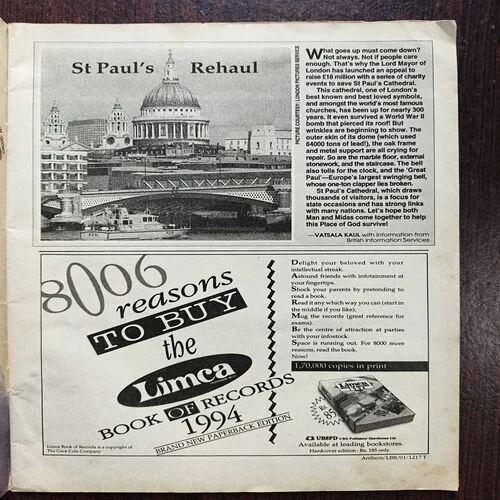 St Paul's Rehaul
PICTURE COURTESY: LONDON PICTURES SERVICE
What goes up must come down?
Not always. Not if people care
enough. That's why the Lord Mayor of
London has launched an appeal to
raise £16 million with a series of charity
events to save St Paul's Cathedral.
This cathedral, one of London's
best known and best loved symbols,
and amongst the world's most famous
churches, has been up for nearly 300
years. It even survived a World War II
bomb that pierced its roof! But
wrinkles are beginning to show. The
outer skin of its dome (which used
64000 tons of lead!), the oak frame
and metal support are all crying for
repair. So are the marble floor, external
stonework, and the staircase. The bell
also tolls for the clock, and the 'Great
Paul'—Europe's largest swinging bell,
whose one-ton clapper lies broken.
St Paul's Cathedral, which draws
thousands of visitors, is a focus for
state occasions and has strong links
with many nations. Let's hope both
Man and Midas come together to help
this Place of God survive!
—VATSALA KAUL with information from
British Information Services
8006
reasons
TO BUY
the
Limca
BOOK OF RECORDS
1994
BRAND NEW PAPERBACK EDITION
Limca Book of Records is a copyright of
The Coca Cola Company
Delight your beloved with your
intellectual streak.
Astound friends with infotainment at
your fingertips.
Shock your parents by pretending to
read a book.
Read it any which way you can (start in
the middle if you like).
Mug the records (great reference for
exams).
Be the centre of attraction at parties
with your infostock.
Space is running out. For 8000 more
reasons, read the book.
Now!
1,70,000 copies in print
Limca
UBSPD UBS Publishers' Distributors Ltd.
Available at leading bookstores.
Hardcover edition : Rs. 185 only.
Anthem/LBR/01/1217 T